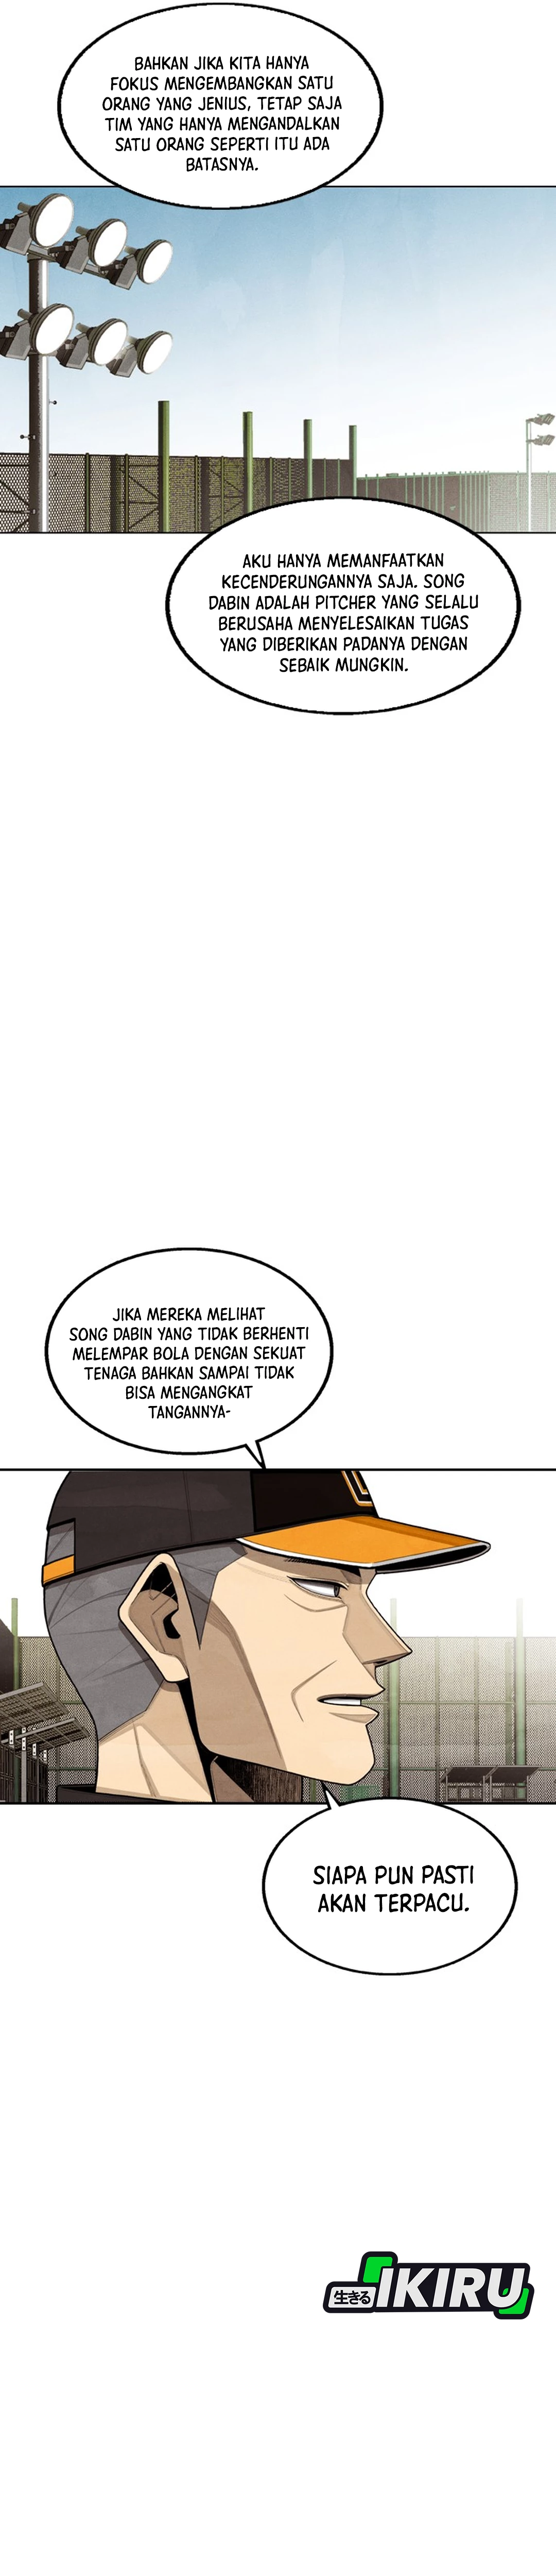 BAHKAN JIKA KITA HANYA
FOKUS MENGEMBANGKAN SATU
ORANG YANG JENIUS, TETAP SAJA
TIM YANG HANYA MENGANDALKAN
SATU ORANG SEPERTI ITU ADA
BATASNYA.
AKU HANYA MEMANFAATKAN
KECENDERUNGANNYA SAJA. SONG
DABIN ADALAH PITCHER YANG SELALU
BERUSAHA MENYELESAIKAN TUGAS
YANG DIBERIKAN PADANYA DENGAN
SEBAIK MUNGKIN.
JIKA MEREKA MELIHAT
SONG DABIN YANG TIDAK BERHENTI
MELEMPAR BOLA DENGAN SEKUAT
TENAGA BAHKAN SAMPAI TIDAK
BISA MENGANGKAT
TANGANNYA-
SIAPA PUN PASTI
AKAN TERPACU.
生きる IKIRU